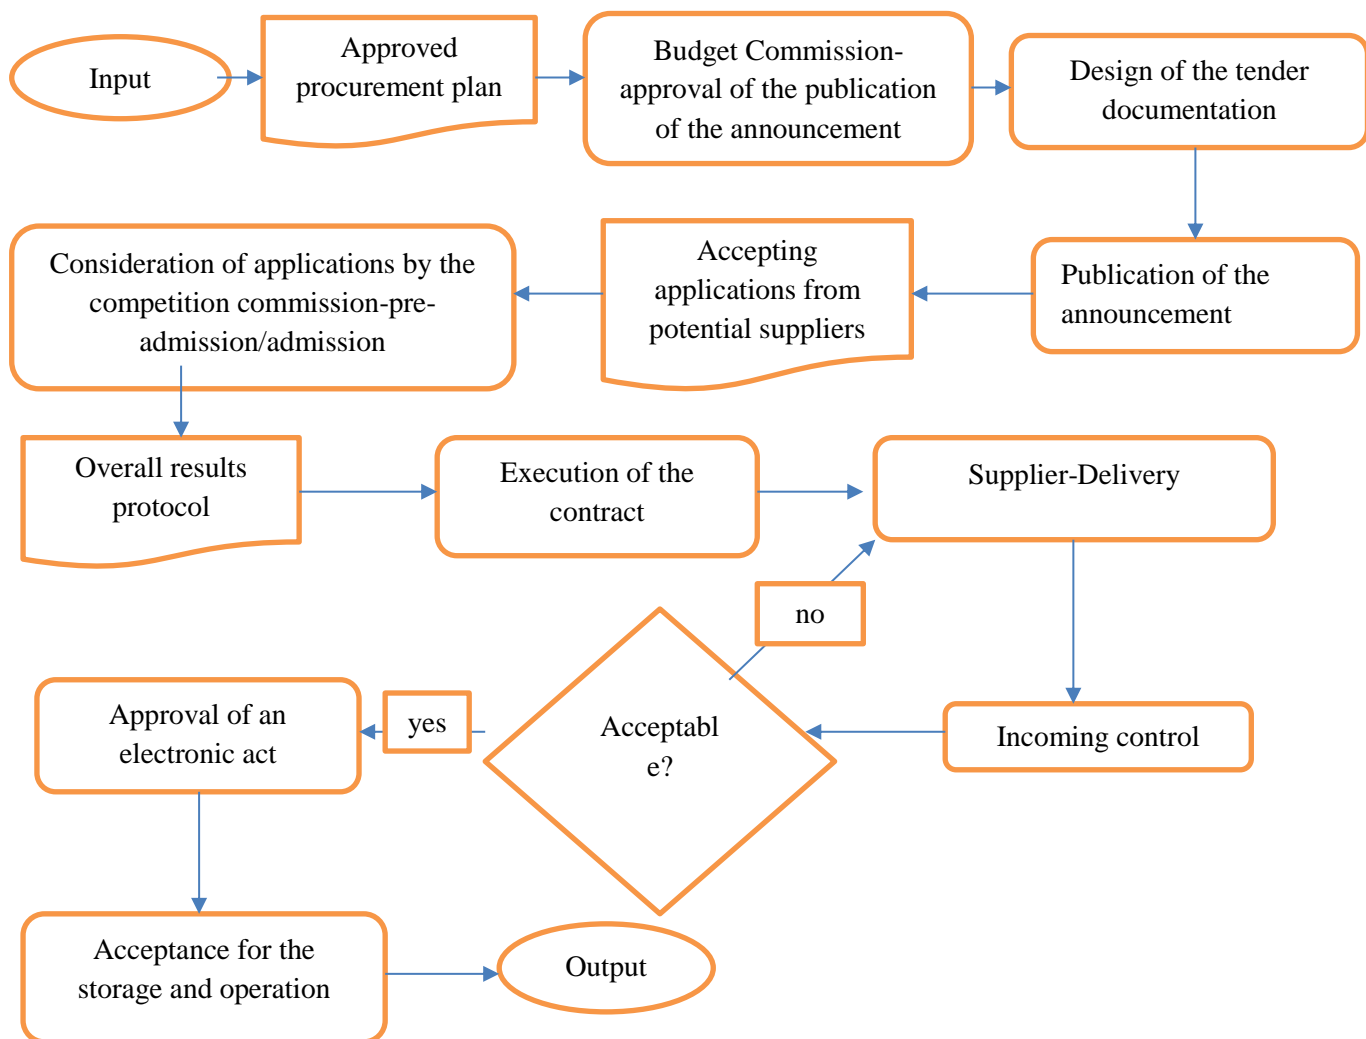 Input
Approved
procurement plan
Budget Commission-
approval of the publication
of the announcement
Design of the tender
documentation
Consideration of applications by the
competition commission-pre-
admission/admission
Accepting
applications from
potential suppliers
Publication of the
announcement
Overall results
protocol
Execution of the
contract
Supplier-Delivery
no
Approval of an
electronic act
yes
Acceptabl
e?
Incoming control
Acceptance for the
storage and operation
Output